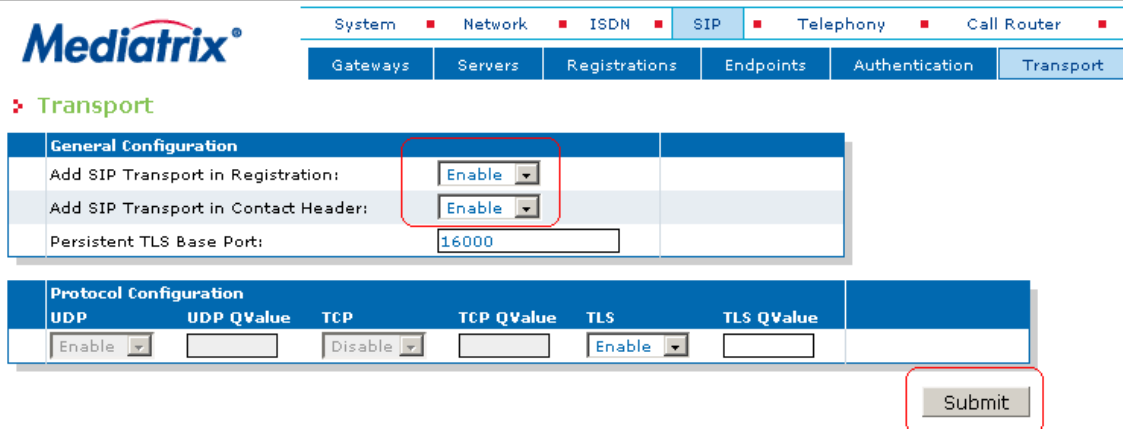 Mediatrix®
System Network ISDN SIP Telephony Call Router
Gateways Servers Registrations Endpoints Authentication Transport
Transport
General Configuration
Add SIP Transport in Registration: Enable
Add SIP Transport in Contact Header: Enable
Persistent TLS Base Port: 16000
Protocol Configuration
UDP UDP QValue TCP TCP QValue TLS TLS QValue
Enable Disable Enable
Submit